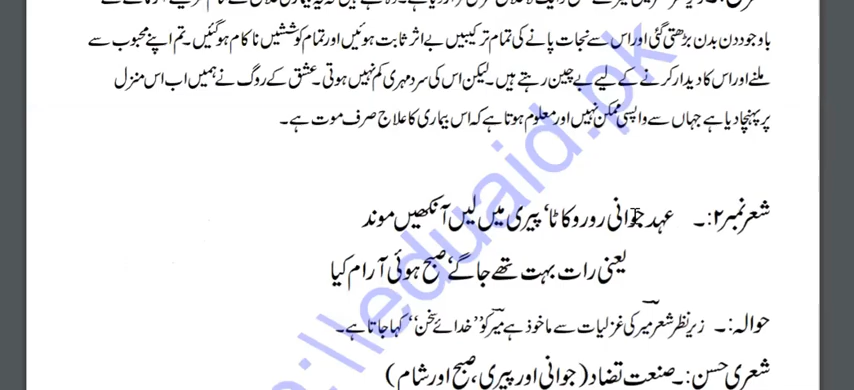 باوجود دن بدن بڑھتی گئی اور اس سے نجات پانے کی تمام ترکیبیں بے اثر ثابت ہوئیں اور تمام کوششیں ناکام ہوگئیں۔ تم اپنے محبوب سے
ملنے اور اس کا دیدار کرنے کے لیے بے چین رہتے ہیں۔ لیکن اس کی سرد مہری کم نہیں ہوتی۔ عشق کے روگ نے ہمیں اب اس منزل
پر پہنچا دیا ہے جہاں سے واپسی ممکن نہیں اور معلوم ہوتا ہے کہ اس بیماری کا علاج صرف موت ہے۔
شعر نمبر ۲:۔ عہد جوانی رو رو کاٹا، پیری میں لیں آنکھیں موند
یعنی رات بہت تھے جاگے، صبح ہوئی آرام کیا
حوالہ:۔ زیر نظر شعر میر کی غزلیات سے ماخوذ ہے میر کو ”خدائے سخن“ کہا جاتا ہے۔
شعری حسن:۔ صنعت تضاد (جوانی اور پیری، صبح اور شام)
eduaid.pk